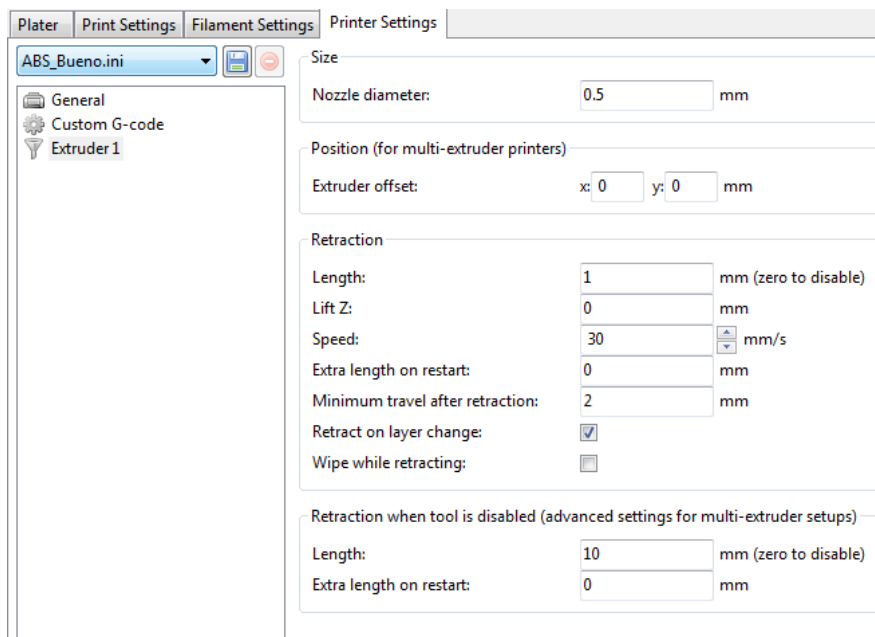 Plater Print Settings Filament Settings Printer Settings
ABS_Bueno.ini
General
Custom G-code
Extruder 1
Size
Nozzle diameter: 0.5 mm
Position (for multi-extruder printers)
Extruder offset: x: 0 y: 0 mm
Retraction
Length: 1 mm (zero to disable)
Lift Z: 0 mm
Speed: 30 mm/s
Extra length on restart: 0 mm
Minimum travel after retraction: 2 mm
Retract on layer change:
Wipe while retracting:
Retraction when tool is disabled (advanced settings for multi-extruder setups)
Length: 10 mm (zero to disable)
Extra length on restart: 0 mm